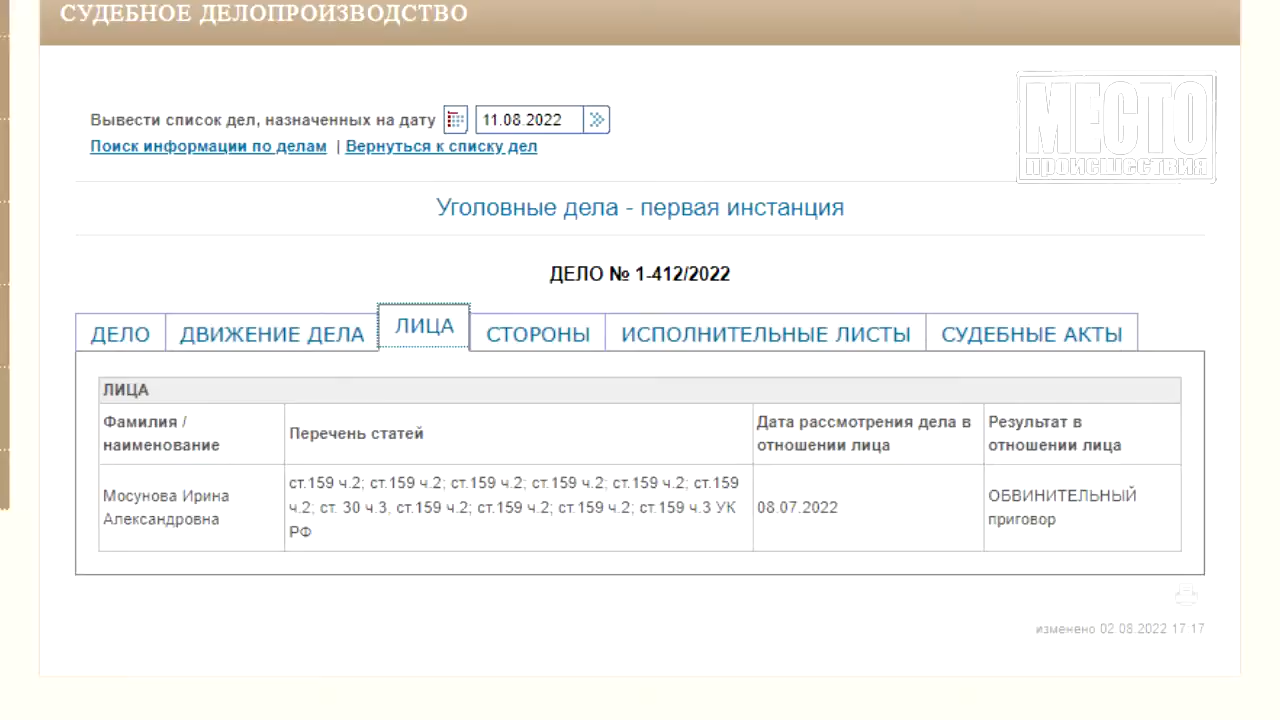 СУДЕБНОЕ ДЕЛОПРОИЗВОДСТВО
МЕСТО
происшествия
Вывести список дел, назначенных на дату 11.08.2022
Поиск информации по делам | Вернуться к списку дел
Уголовные дела - первая инстанция
ДЕЛО № 1-412/2022
ДЕЛО ДВИЖЕНИЕ ДЕЛА ЛИЦА СТОРОНЫ ИСПОЛНИТЕЛЬНЫЕ ЛИСТЫ СУДЕБНЫЕ АКТЫ
ЛИЦА
Фамилия /
наименование
Перечень статей
Дата рассмотрения дела в
отношении лица
Результат в
отношении лица
Мосунова Ирина
Александровна
ст.159 ч.2; ст.159 ч.2; ст.159 ч.2; ст.159 ч.2; ст.159 ч.2; ст.159
ч.2; ст. 30 ч.3, ст.159 ч.2; ст.159 ч.2; ст.159 ч.2; ст.159 ч.3 УК
РФ
08.07.2022
ОБВИНИТЕЛЬНЫЙ
приговор
изменено 02.08.2022 17:17